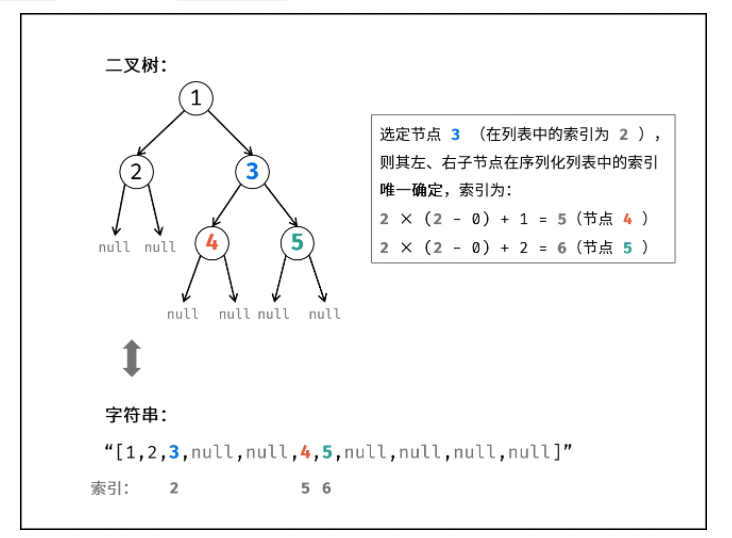 二叉树：
1
2
3
null null
4
5
null null null null
选定节点 3 （在列表中的索引为 2 ），
则其左、右子节点在序列化列表中的索引
唯一确定，索引为：
2 × (2 - 0) + 1 = 5（节点 4 ）
2 × (2 - 0) + 2 = 6（节点 5 ）
字符串：
“[1,2,3,null,null,4,5,null,null,null,null]”
索引： 2 5 6